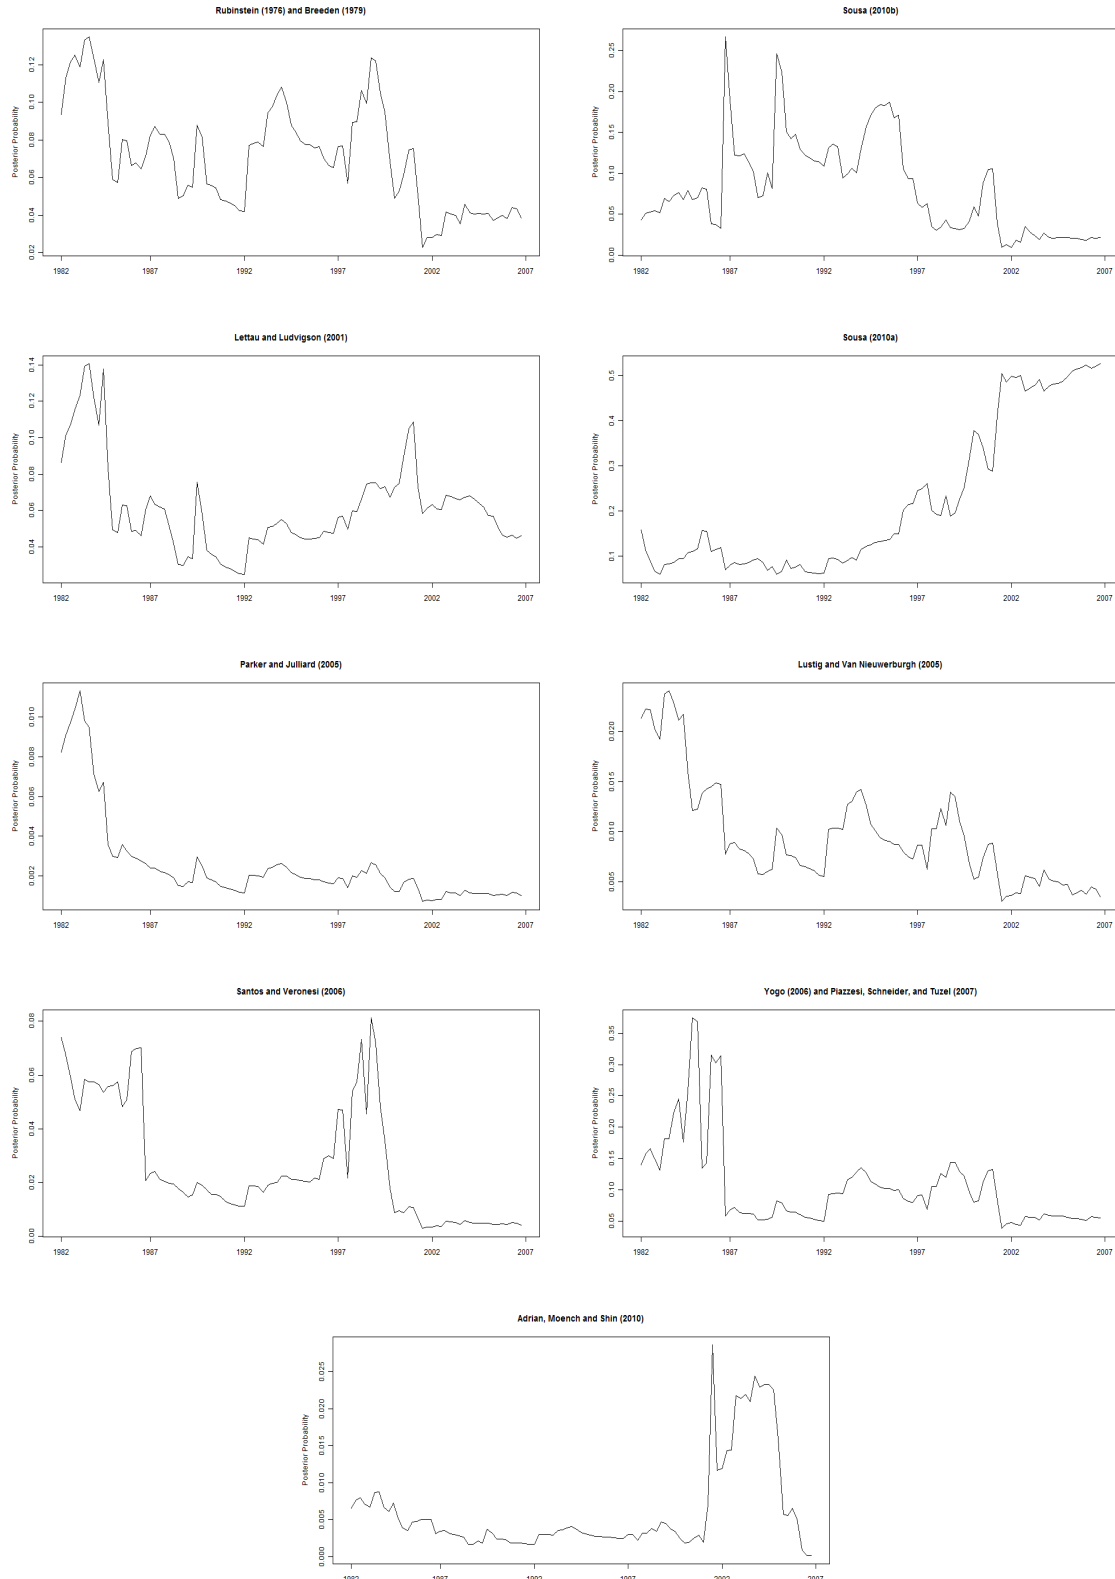 Rubinstein (1976) and Breeden (1979)
Posterior Probability
0.02 0.04 0.06 0.08 0.10 0.12
1982 1987 1992 1997 2002 2007
Sousa (2010b)
Posterior Probability
0.00 0.05 0.10 0.15 0.20 0.25
1982 1987 1992 1997 2002 2007
Lettau and Ludvigson (2001)
Posterior Probability
0.04 0.06 0.08 0.10 0.12 0.14
1982 1987 1992 1997 2002 2007
Sousa (2010a)
Posterior Probability
0.1 0.2 0.3 0.4 0.5
1982 1987 1992 1997 2002 2007
Parker and Julliard (2005)
Posterior Probability
0.002 0.004 0.006 0.008 0.010
1982 1987 1992 1997 2002 2007
Lustig and Van Nieuwerburgh (2005)
Posterior Probability
0.005 0.010 0.015 0.020
1982 1987 1992 1997 2002 2007
Santos and Veronesi (2006)
Posterior Probability
0.00 0.02 0.04 0.06 0.08
1982 1987 1992 1997 2002 2007
Yogo (2006) and Piazzesi, Schneider, and Tuzel (2007)
Posterior Probability
0.05 0.10 0.15 0.20 0.25 0.30 0.35
1982 1987 1992 1997 2002 2007
Adrian, Moench and Shin (2010)
Posterior Probability
0.000 0.005 0.010 0.015 0.020 0.025
1982 1987 1992 1997 2002 2007